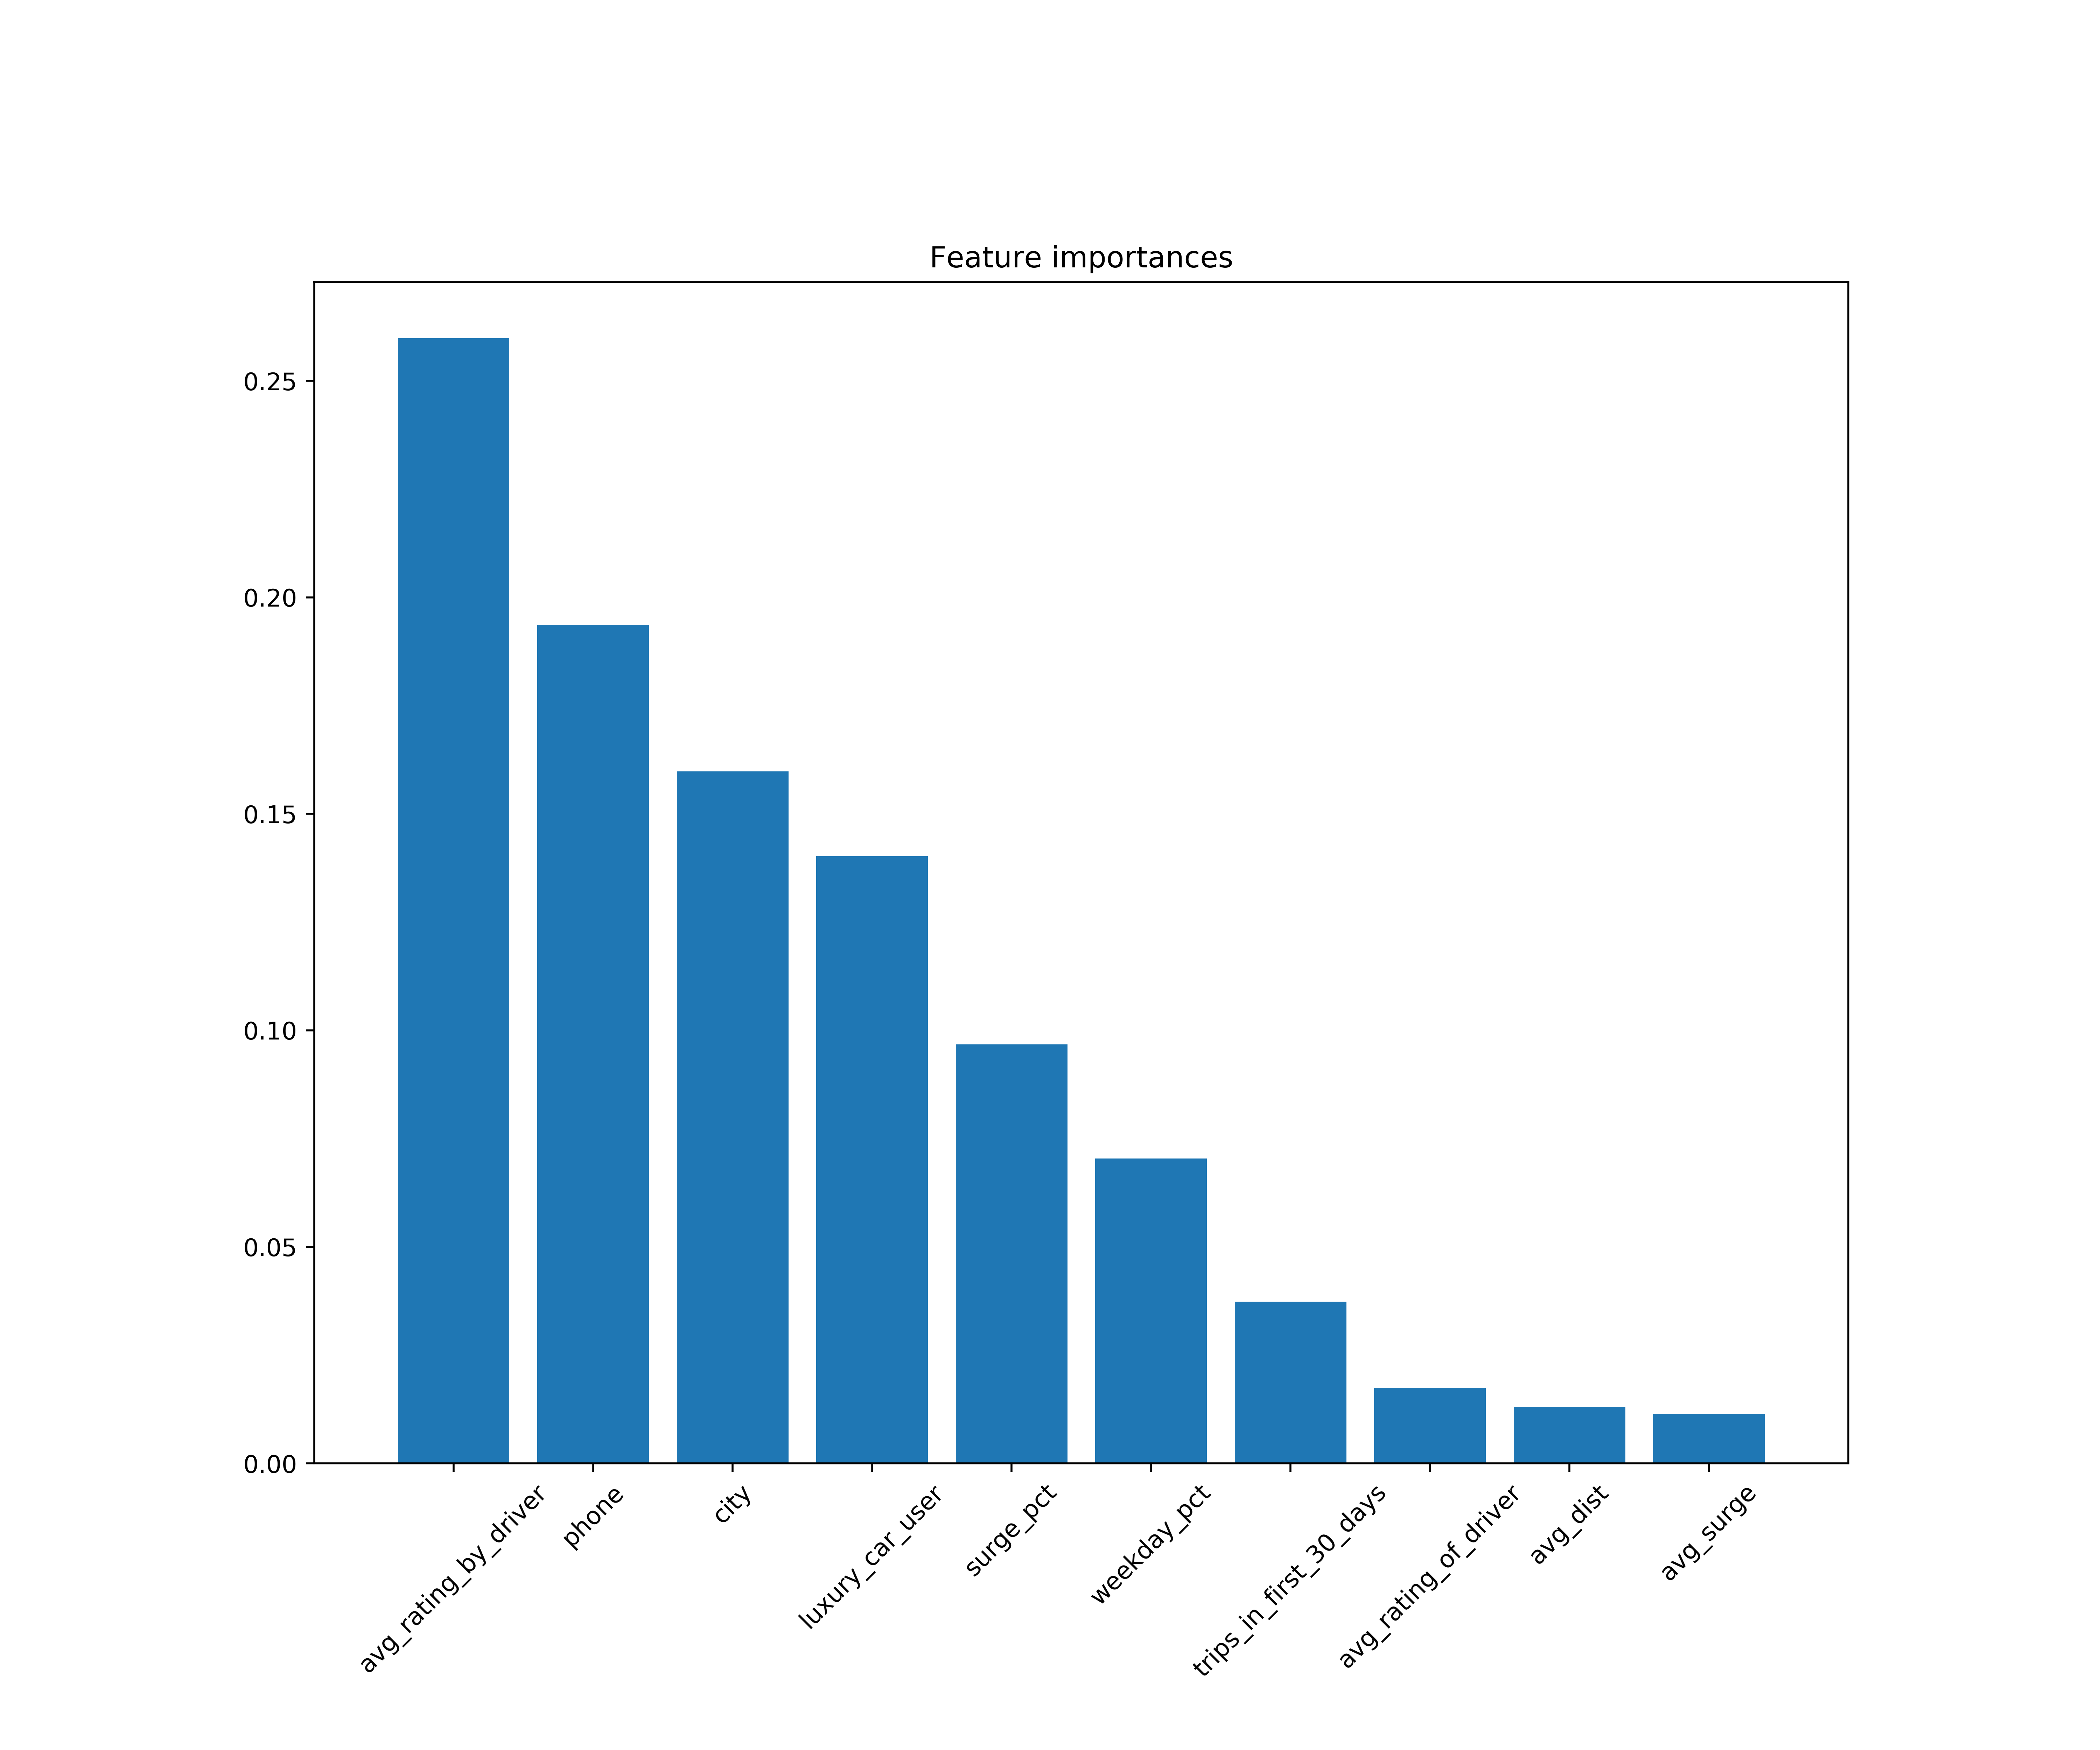 Feature importances
0.25
0.20
0.15
0.10
0.05
0.00
avg_rating_by_driver
phone
city
luxury_car_user
surge_pct
weekday_pct
trips_in_first_30_days
avg_rating_of_driver
avg_dist
avg_surge